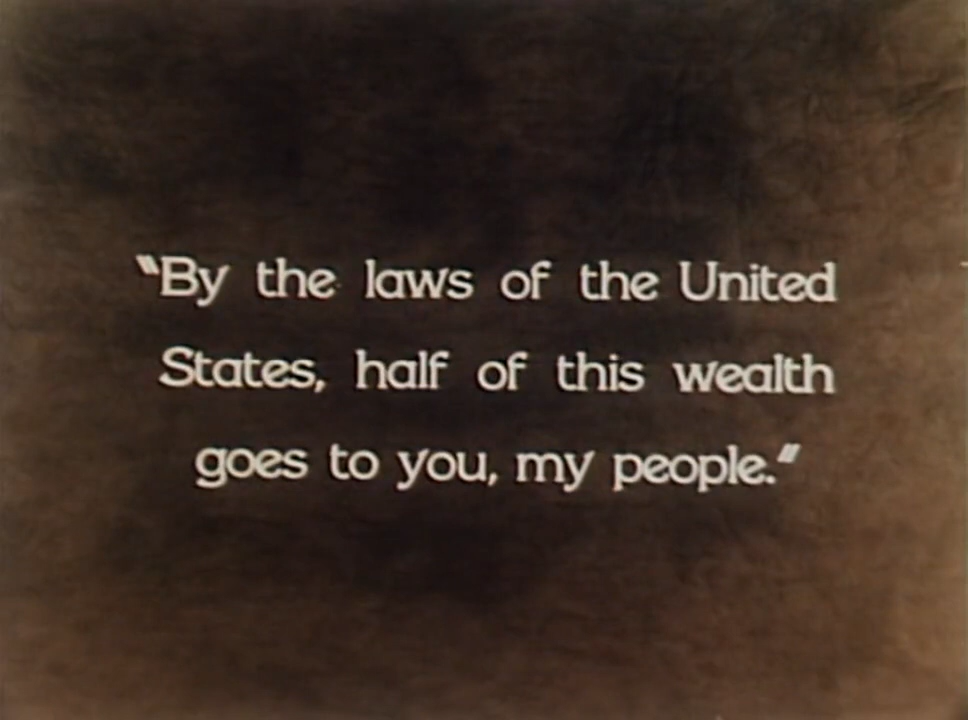 "By the laws of the United
States, half of this wealth
goes to you, my people."